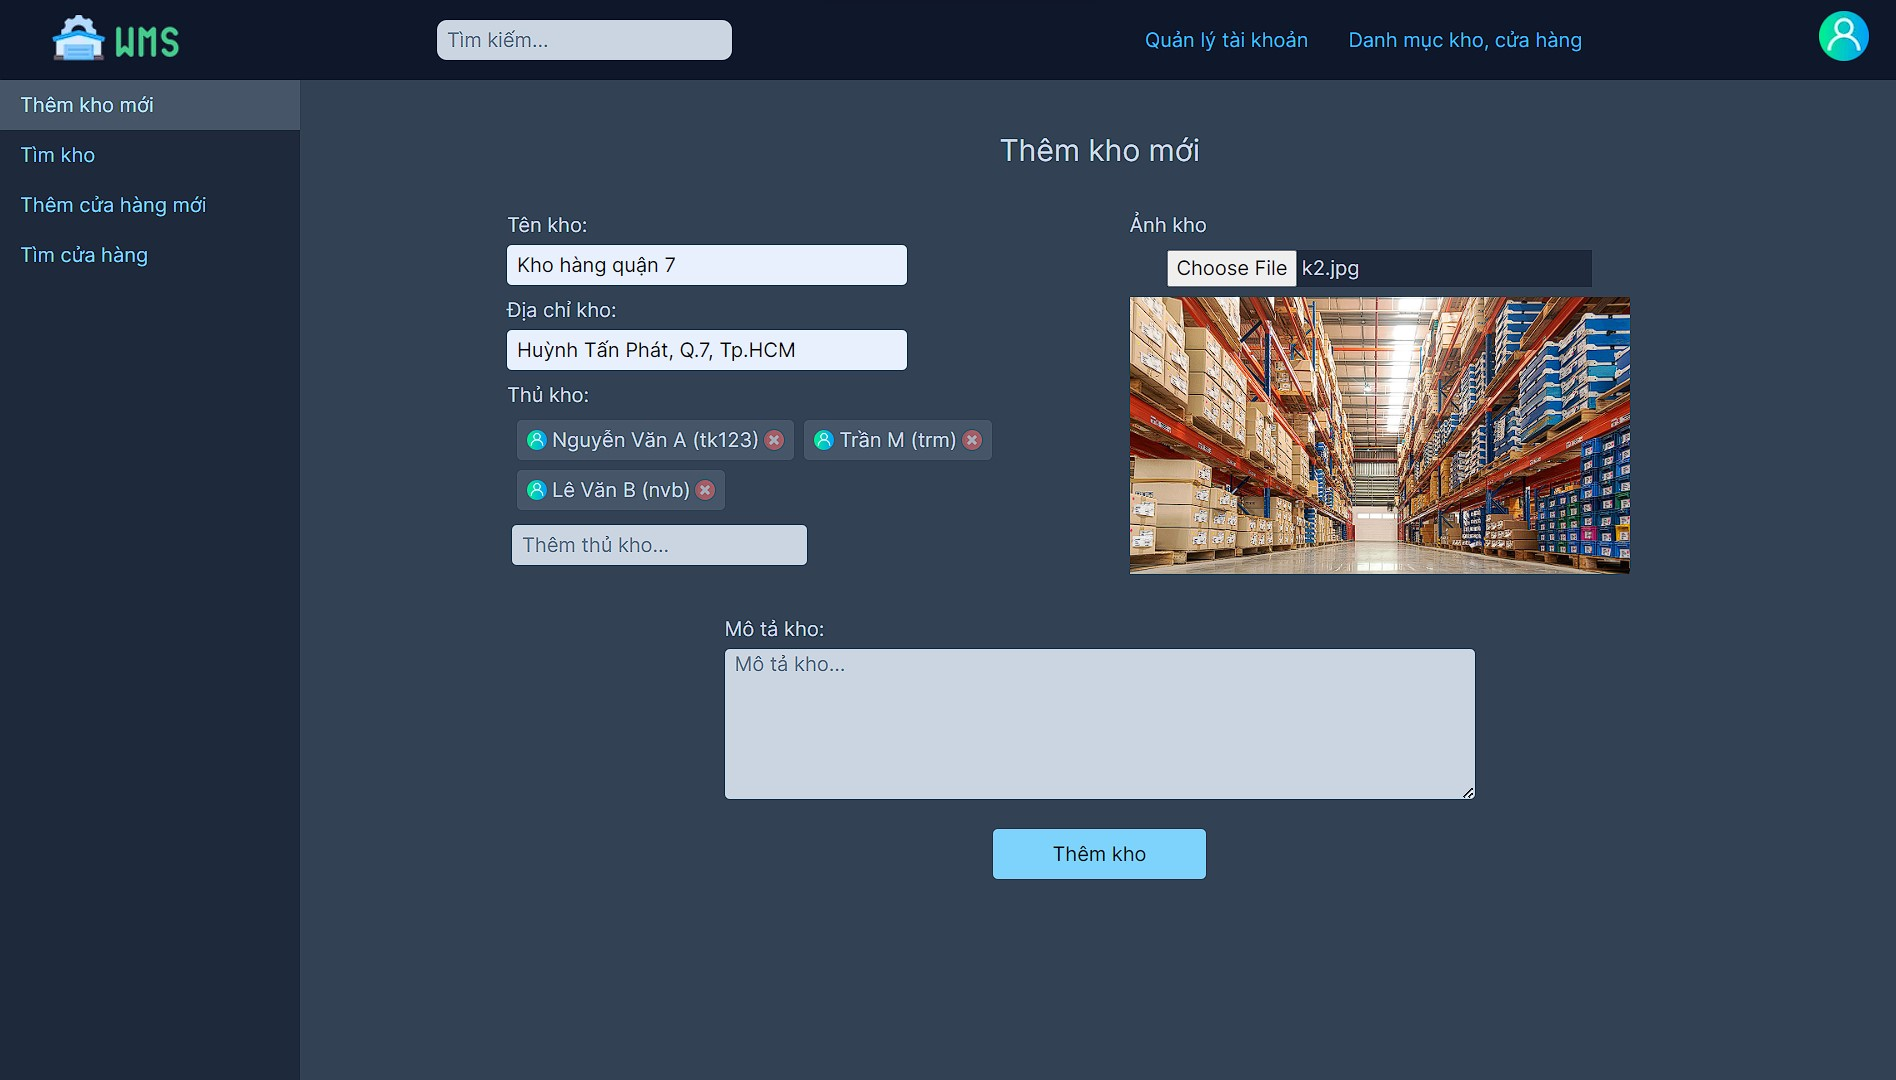 WMS
Tìm kiếm...
Quản lý tài khoản
Danh mục kho, cửa hàng
Thêm kho mới
Tìm kho
Thêm cửa hàng mới
Tìm cửa hàng
Thêm kho mới
Tên kho:
Kho hàng quận 7
Địa chỉ kho:
Huỳnh Tấn Phát, Q.7, Tp.HCM
Thủ kho:
Nguyễn Văn A (tk123) Trần M (trm)
Lê Văn B (nvb)
Thêm thủ kho...
Ảnh kho
Choose File k2.jpg
Mô tả kho:
Mô tả kho...
Thêm kho